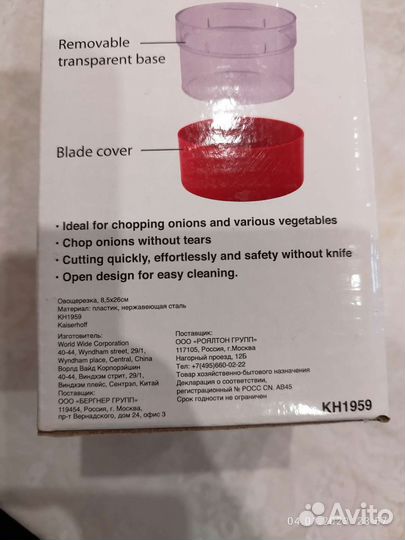 Removable
transparent base
Blade cover
· Ideal for chopping onions and various vegetables
· Chop onions without tears
· Cutting quickly, effortlessly and safety without knife
· Open design for easy cleaning.
Овощерезка, 8,5х26см
Материал: пластик, нержавеющая сталь
KH1959
Kaiserhoff
Изготовитель:
World Wide Corporation
40-44, Wyndham street, 29/1,
Wyndham place, Central, China
Ворлд Вайд Корпорэйшин
40-44, Виндхэм стрит, 29/1,
Виндхэм плейс, Сентрэл, Китай
Поставщик:
ООО «БЕРГНЕР ГРУПП»
119454, Россия, г. Москва,
пр-т Вернадского, дом 24, офис 3
Поставщик:
ООО «РОЯЛТОН ГРУПП»
117105, Россия, г.Москва
Нагорный проезд, 12Б
Тел: +7(495)660-02-22
Товар хозяйственно-бытового назначения
Декларация о соответствии,
регистрационный № РОСС CN. АВ45
Срок годности не ограничен
KH1959
Avito